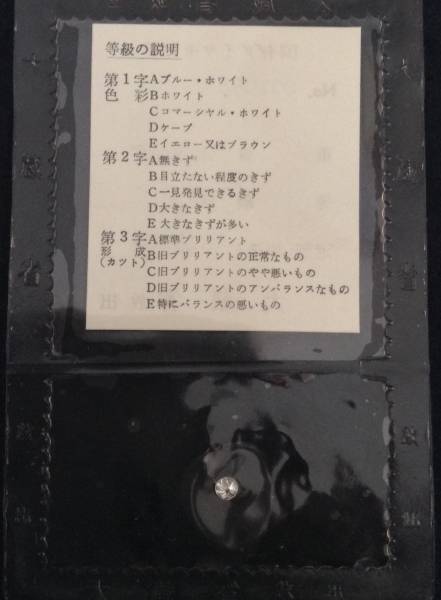 等級の説明
第1字 Aブルー・ホワイト
色彩 Bホワイト
Cコマーシャル・ホワイト
Dケープ
Eイエロー又はブラウン
第2字 A無きず
B目立たない程度のきず
C一見発見できるきず
D大きなきず
E大きなきずが多い
第3字 A標準ブリリアント
形成 B旧ブリリアントの正常なもの
(カット) C旧ブリリアントのやや悪いもの
D旧ブリリアントのアンバランスなもの
E特にバランスの悪いもの